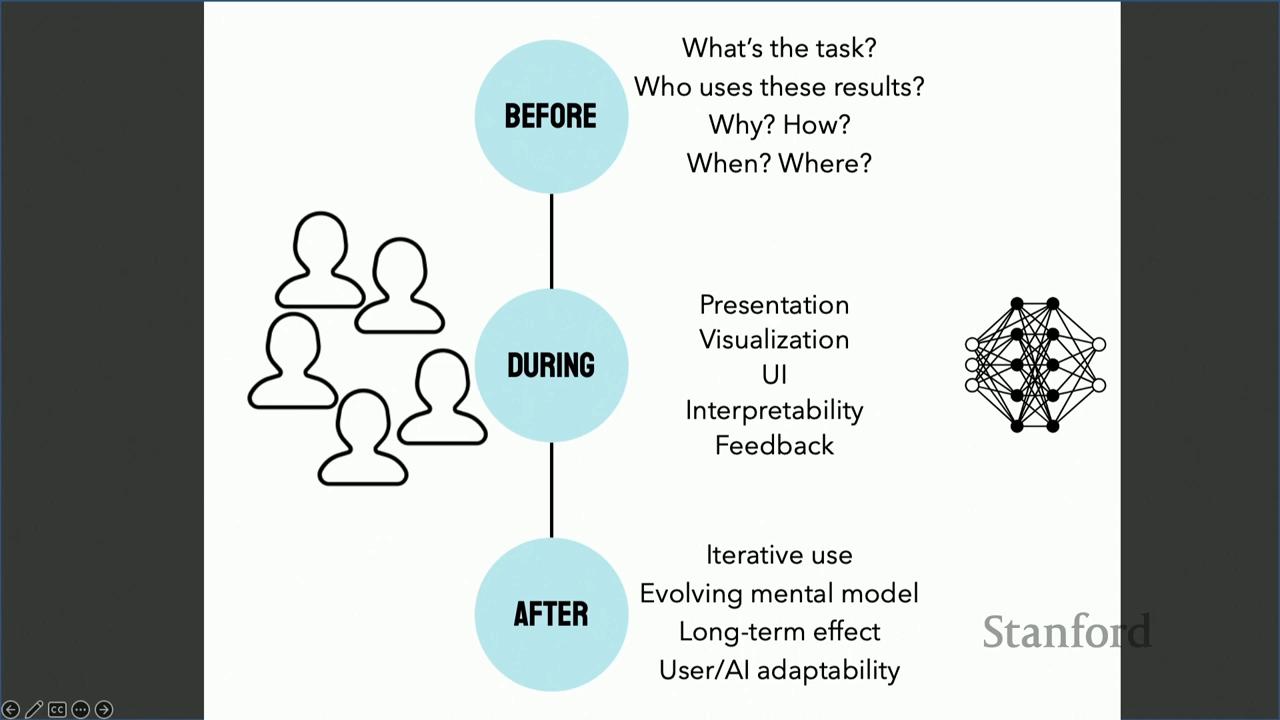 BEFORE
What's the task?
Who uses these results?
Why? How?
When? Where?
DURING
Presentation
Visualization
UI
Interpretability
Feedback
AFTER
Iterative use
Evolving mental model
Long-term effect
User/AI adaptability
Stanford
CC